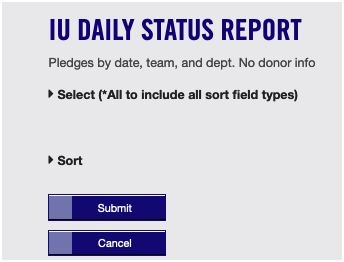 IU DAILY STATUS REPORT
Pledges by date, team, and dept. No donor info
Select (*All to include all sort field types)
Sort
Submit
Cancel